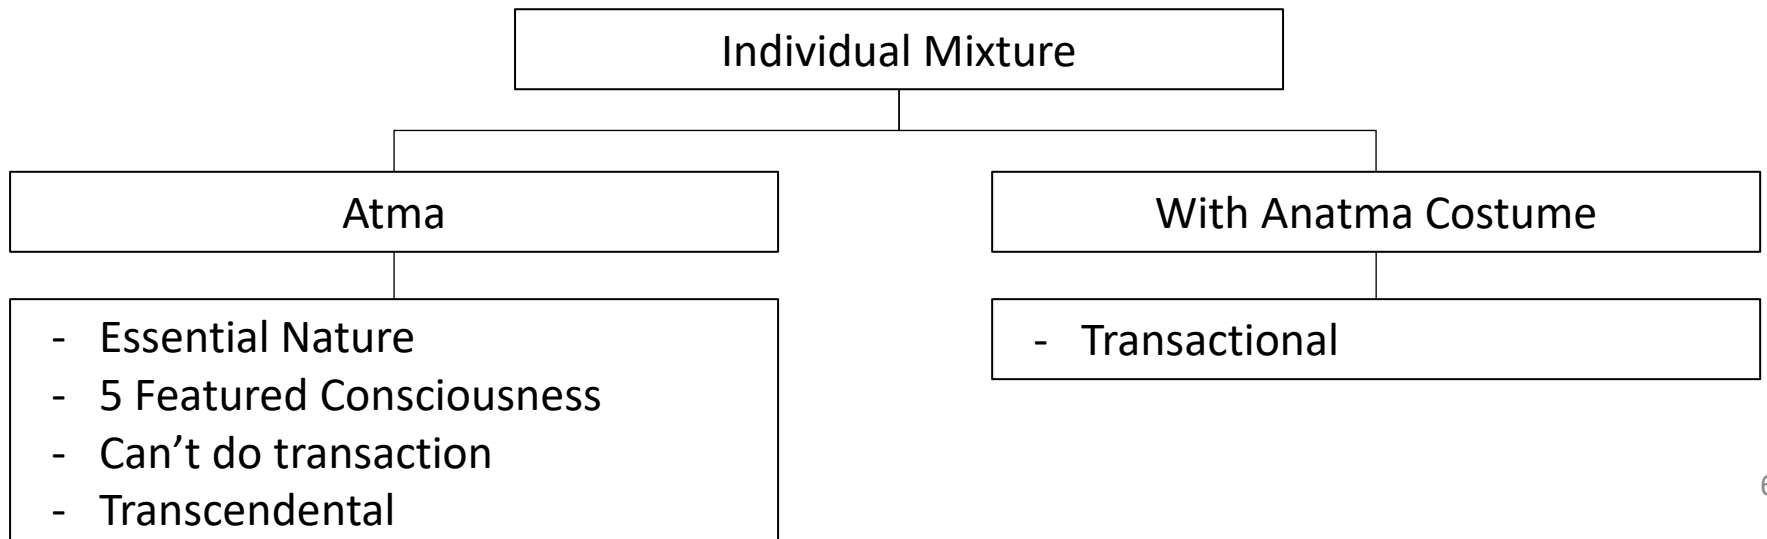 Individual Mixture
Atma
With Anatma Costume
- Essential Nature
- 5 Featured Consciousness
- Can’t do transaction
- Transcendental
- Transactional